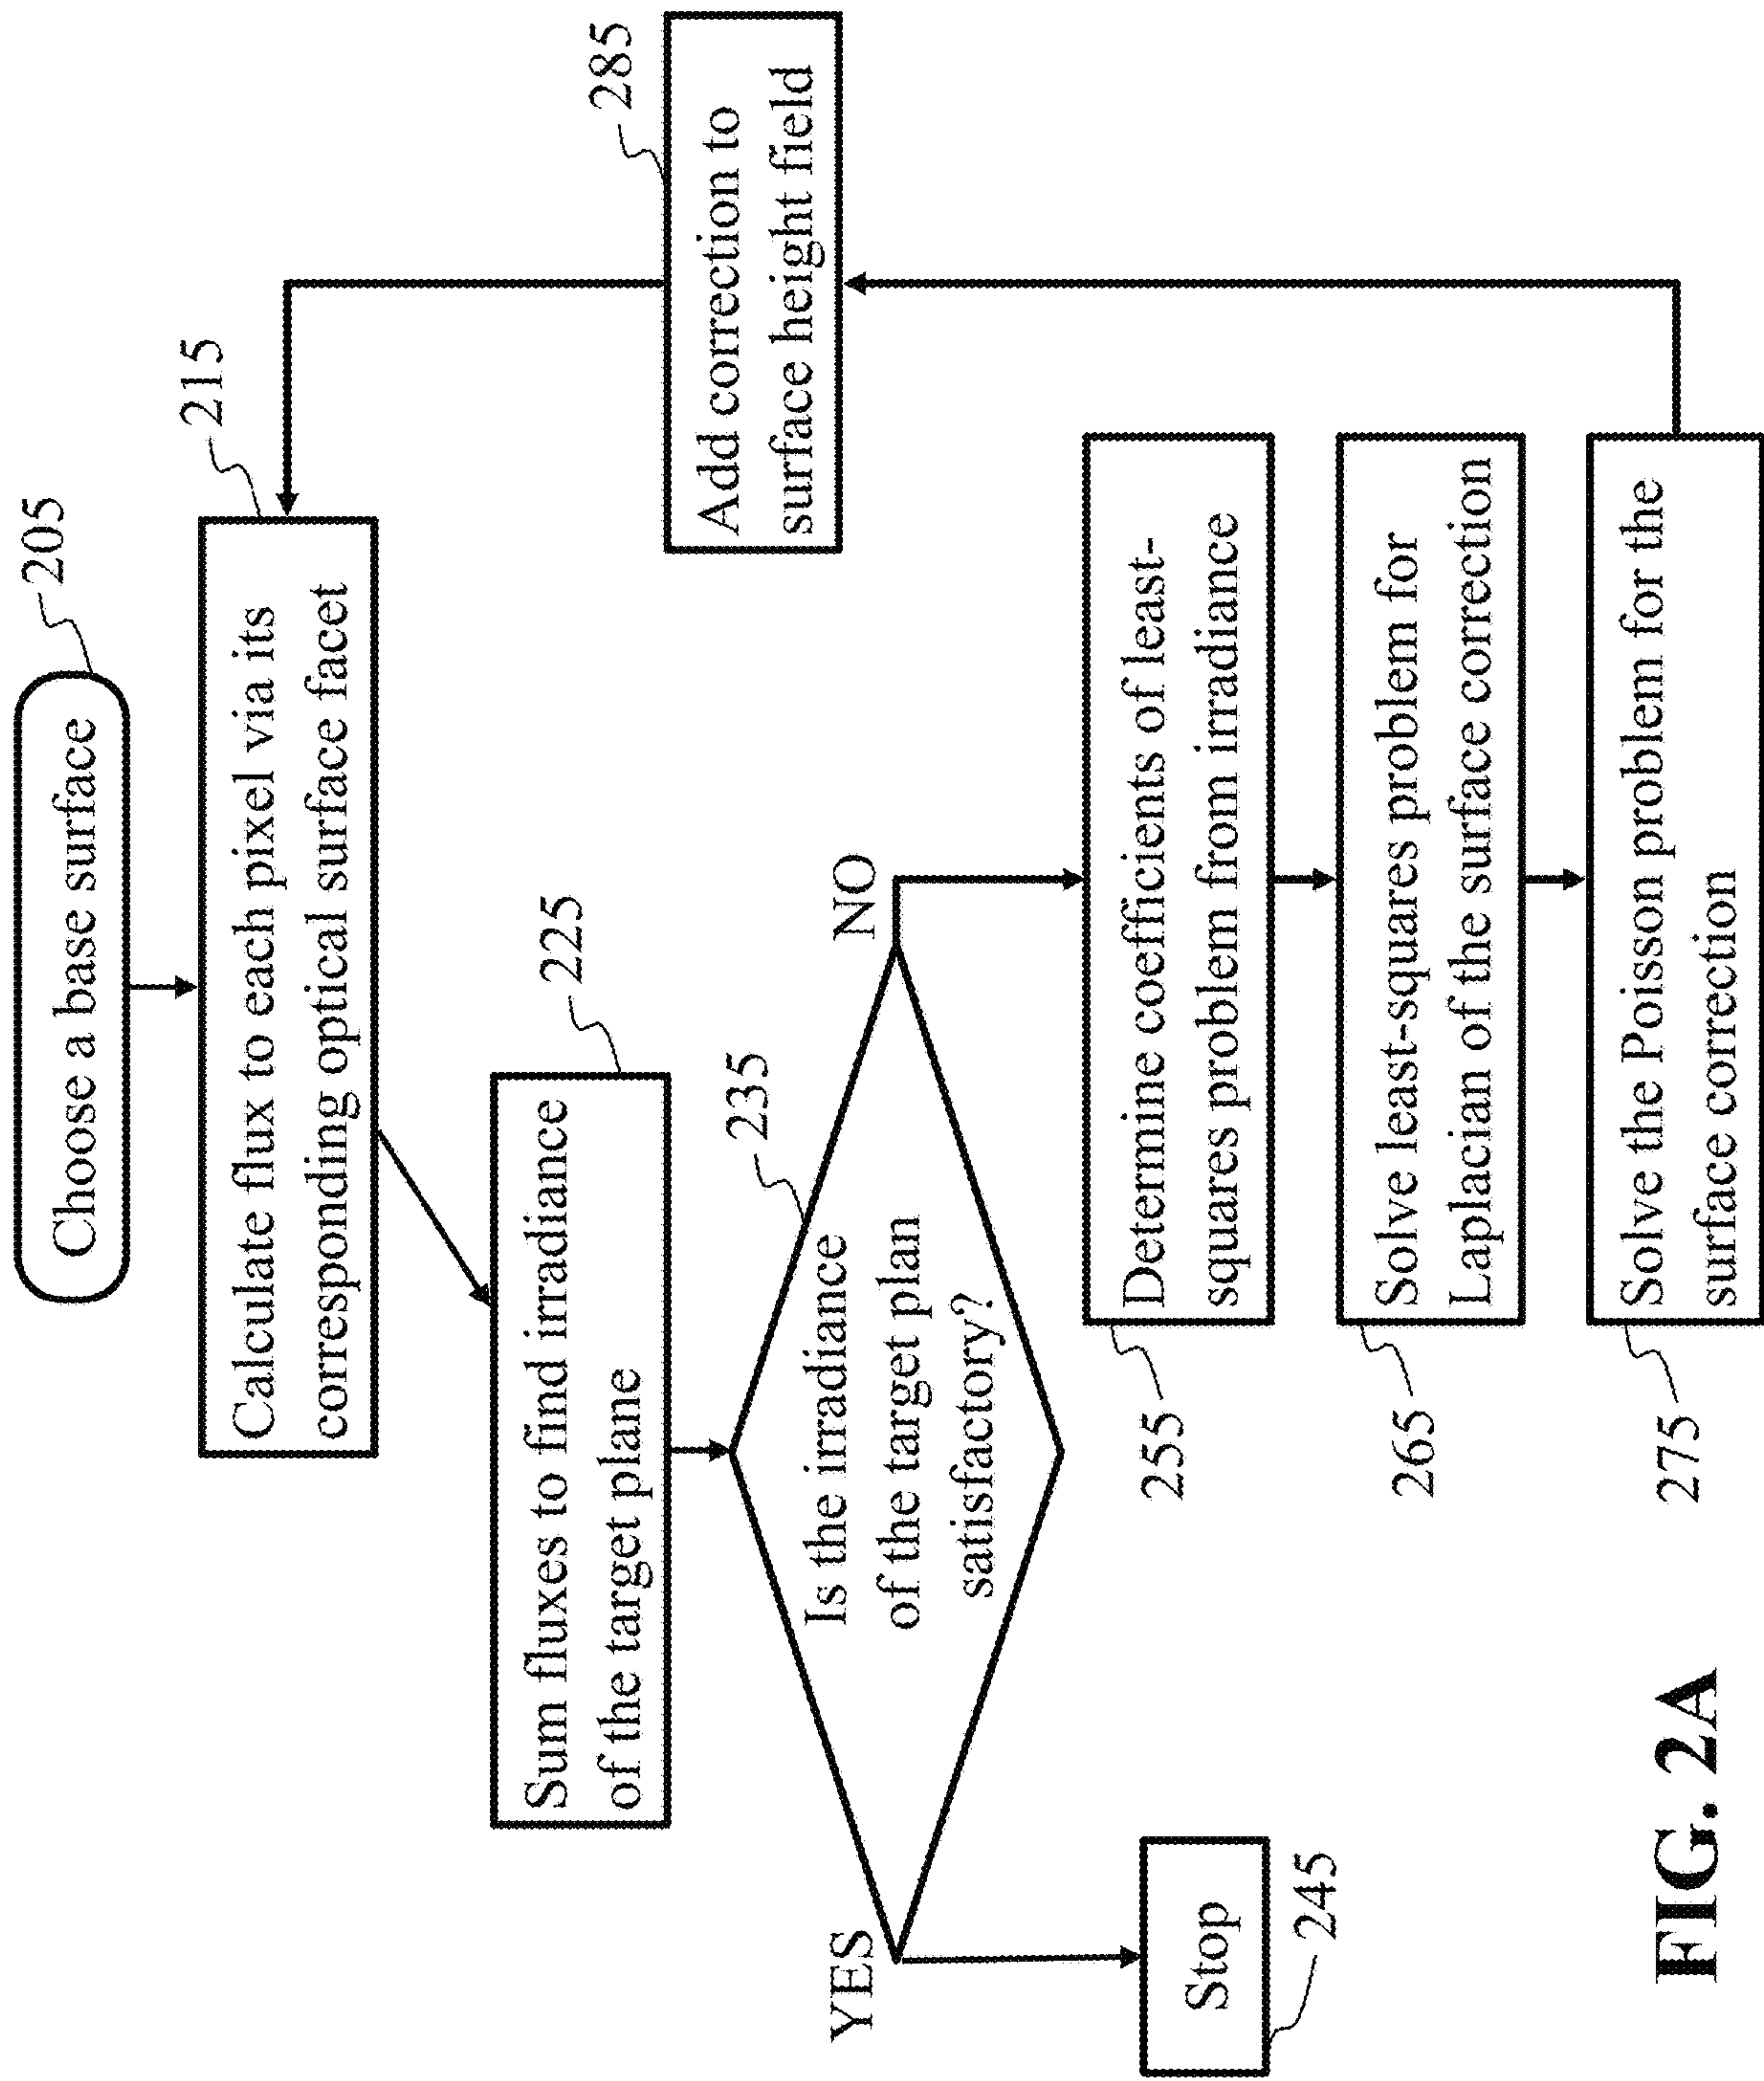 Choose a base surface
205
Calculate flux to each pixel via its
corresponding optical surface facet
215
Sum fluxes to find irradiance
of the target plane
225
Is the irradiance
of the target plan
satisfactory?
235
YES
NO
Stop
245
Determine coefficients of least-
squares problem from irradiance
255
Solve least-squares problem for
Laplacian of the surface correction
265
Solve the Poisson problem for the
surface correction
275
Add correction to
surface height field
285
FIG. 2A